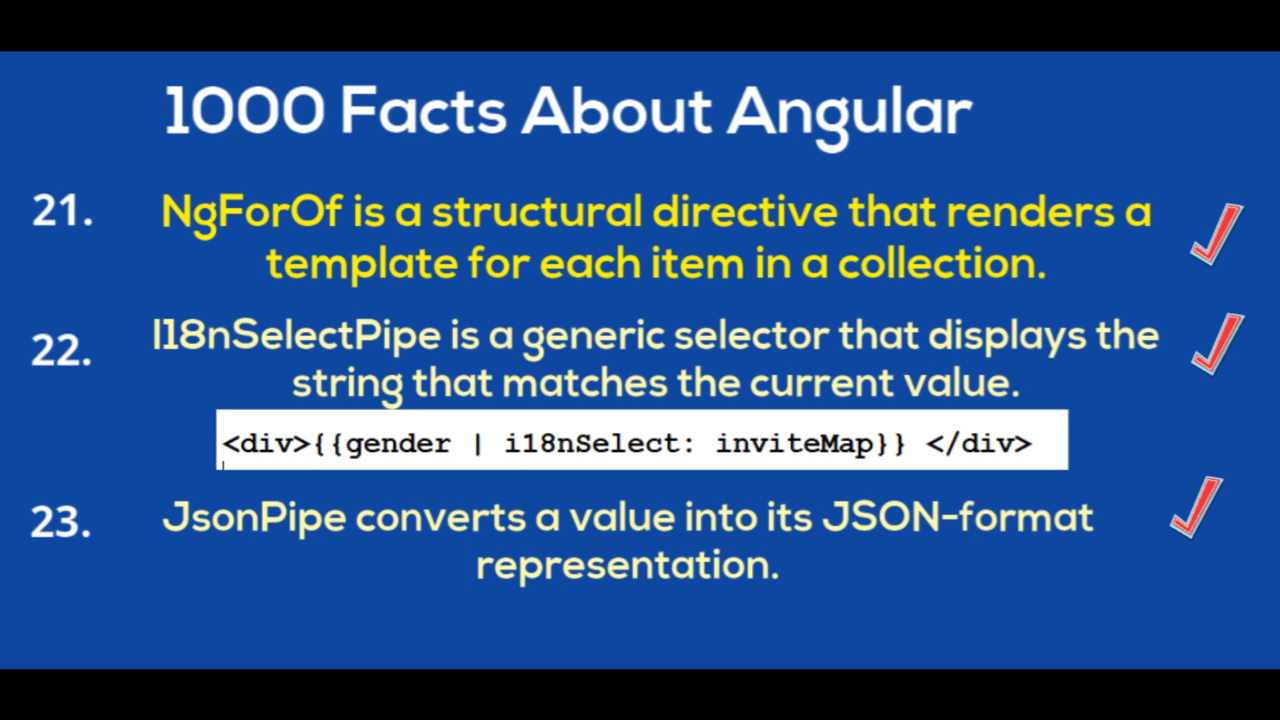 1000 Facts About Angular
21. NgForOf is a structural directive that renders a
template for each item in a collection.
22. I18nSelectPipe is a generic selector that displays the
string that matches the current value.
<div>{{gender | i18nSelect: inviteMap}} </div>
23. JsonPipe converts a value into its JSON-format
representation.